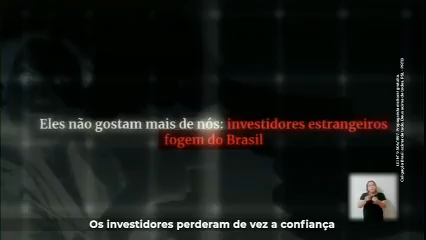 Eles não gostam mais de nós: investidores estrangeiros
fogem do Brasil
Os investidores perderam de vez a confiança